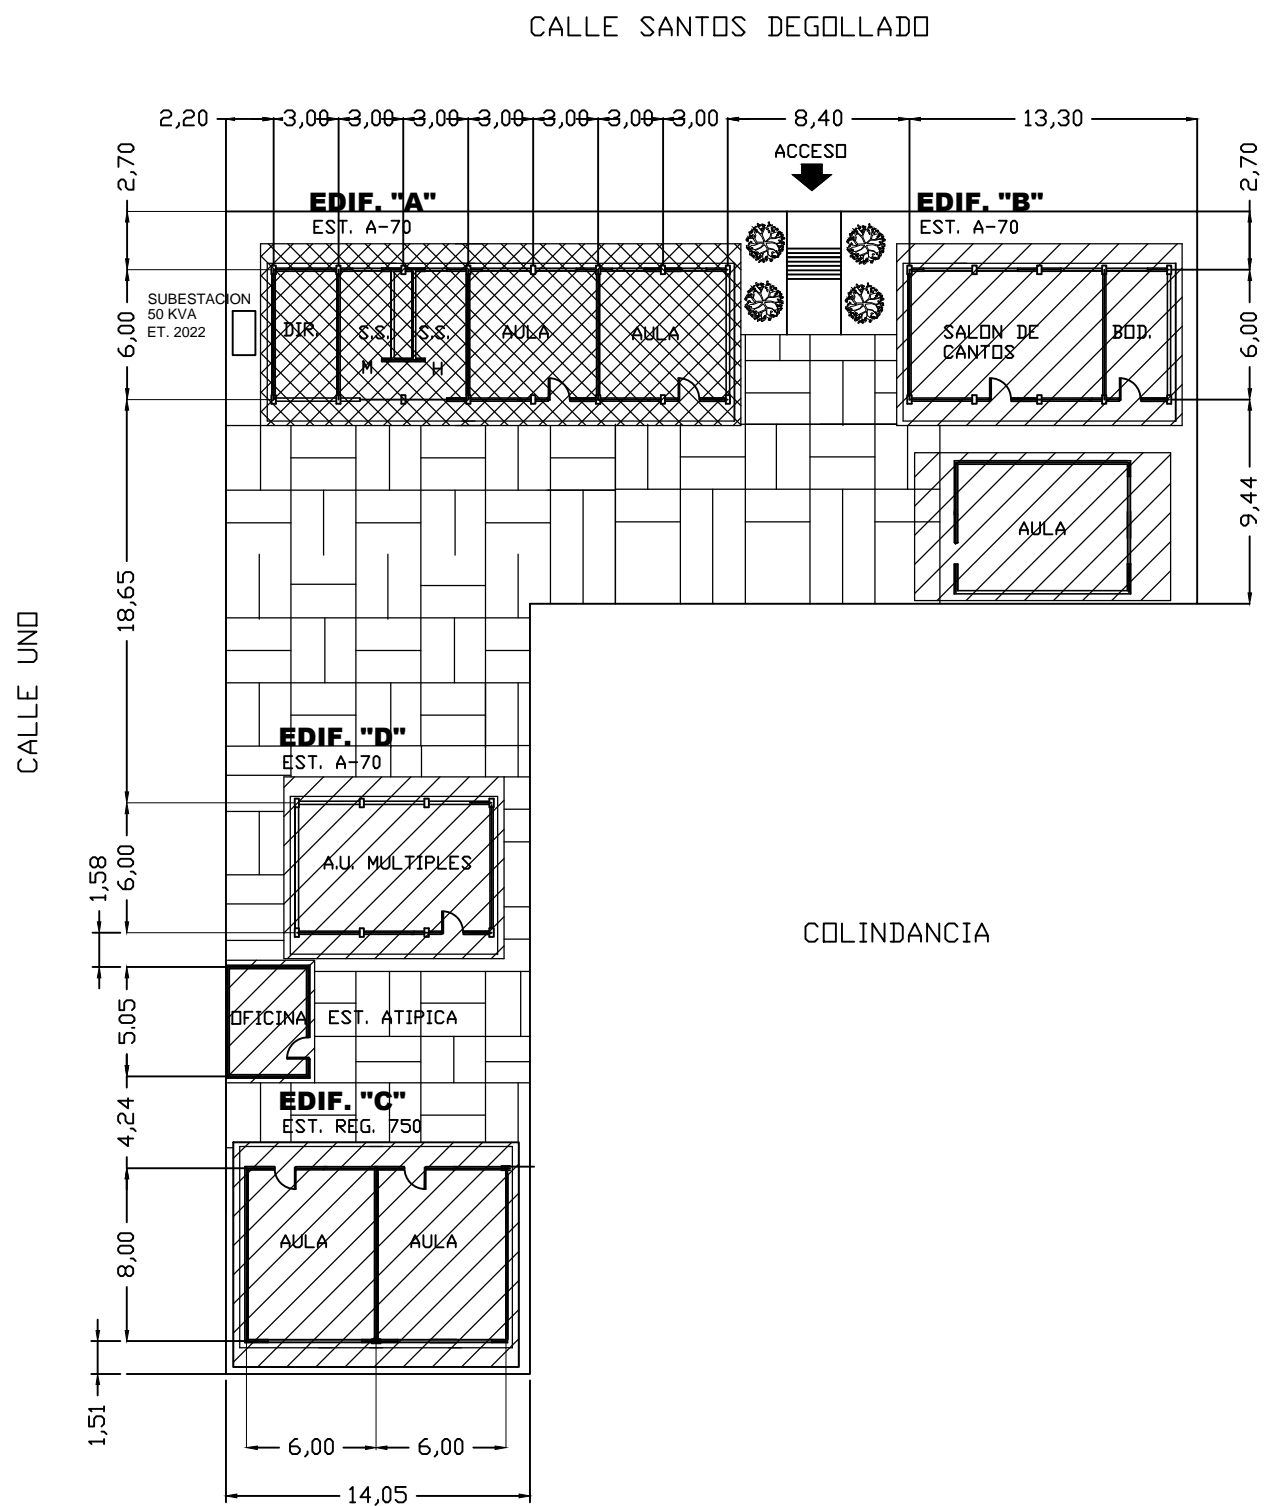 CALLE SANTOS DEGOLLADO
2,20 3,00 3,00 3,00 3,00 3,00 3,00 3,00 8,40 13,30
ACCESO
2,70
2,70
EDIF. "A"
EST. A-70
EDIF. "B"
EST. A-70
SUBESTACION
50 KVA
ET. 2022
6,00
DIR.
S.S.
S.S.
M
H
AULA
AULA
SALON DE
CANTOS
BOD.
6,00
9,44
AULA
18,65
CALLE UNO
EDIF. "D"
EST. A-70
A.U. MULTIPLES
6,00
1,58
COLINDANCIA
5.05
OFICINA
EST. ATIPICA
4,24
EDIF. "C"
EST. REG. 750
AULA
AULA
8,00
1,51
6,00 6,00
14,05